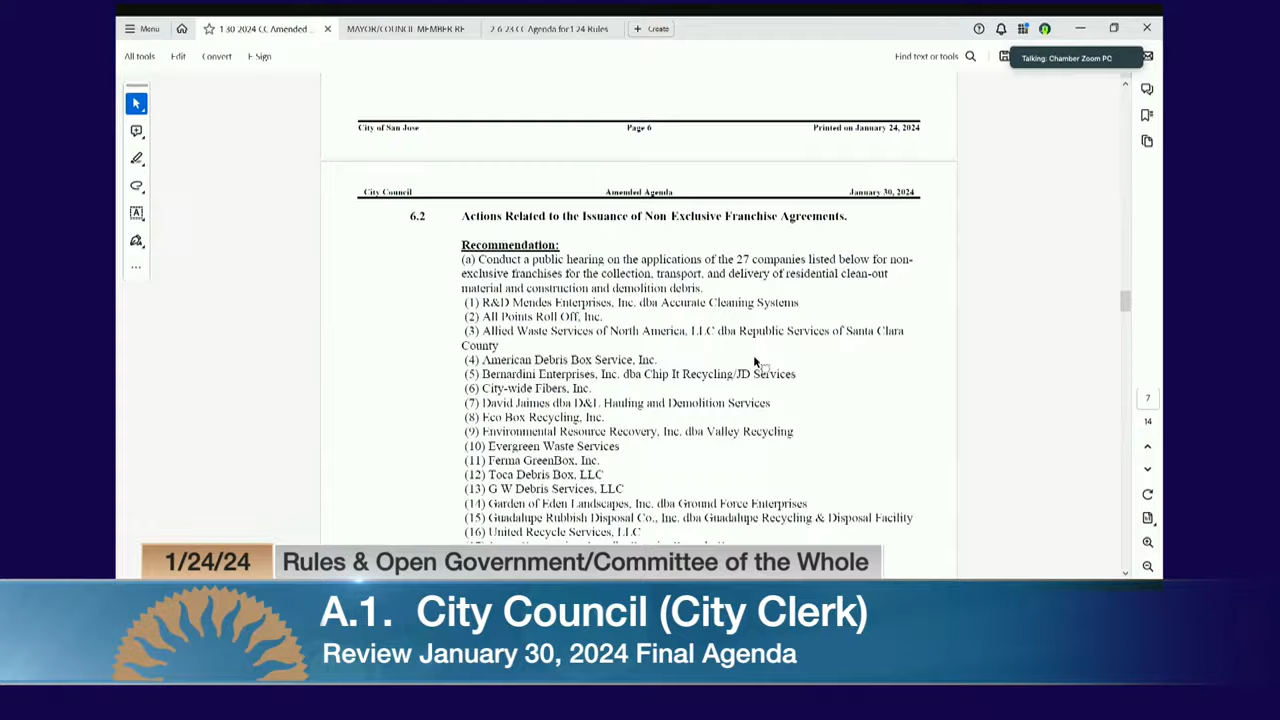 Menu
1 30 2024 CC Amended ...
MAYOR/COUNCIL MEMBER RE
2 6 23 CC Agenda for1 24 Rules
Create
All tools
Edit
Convert
E Sign
Find text or tools
Talking: Chamber Zoom PC
City of San Jose
Page 6
Printed on January 24, 2024
City Council
Amended Agenda
January 30, 2024
6.2 Actions Related to the Issuance of Non Exclusive Franchise Agreements.
Recommendation:
(a) Conduct a public hearing on the applications of the 27 companies listed below for non-
exclusive franchises for the collection, transport, and delivery of residential clean-out
material and construction and demolition debris.
(1) R&D Mendes Enterprises, Inc. dba Accurate Cleaning Systems
(2) All Points Roll Off, Inc.
(3) Allied Waste Services of North America, LLC dba Republic Services of Santa Clara
County
(4) American Debris Box Service, Inc.
(5) Bernardini Enterprises, Inc. dba Chip It Recycling/JD Services
(6) City-wide Fibers, Inc.
(7) David Jaimes dba D&L Hauling and Demolition Services
(8) Eco Box Recycling, Inc.
(9) Environmental Resource Recovery, Inc. dba Valley Recycling
(10) Evergreen Waste Services
(11) Ferma GreenBox, Inc.
(12) Toca Debris Box, LLC
(13) G W Debris Services, LLC
(14) Garden of Eden Landscapes, Inc. dba Ground Force Enterprises
(15) Guadalupe Rubbish Disposal Co., Inc. dba Guadalupe Recycling & Disposal Facility
(16) United Recycle Services, LLC
7
14
1/24/24
Rules & Open Government/Committee of the Whole
A.1. City Council (City Clerk)
Review January 30, 2024 Final Agenda